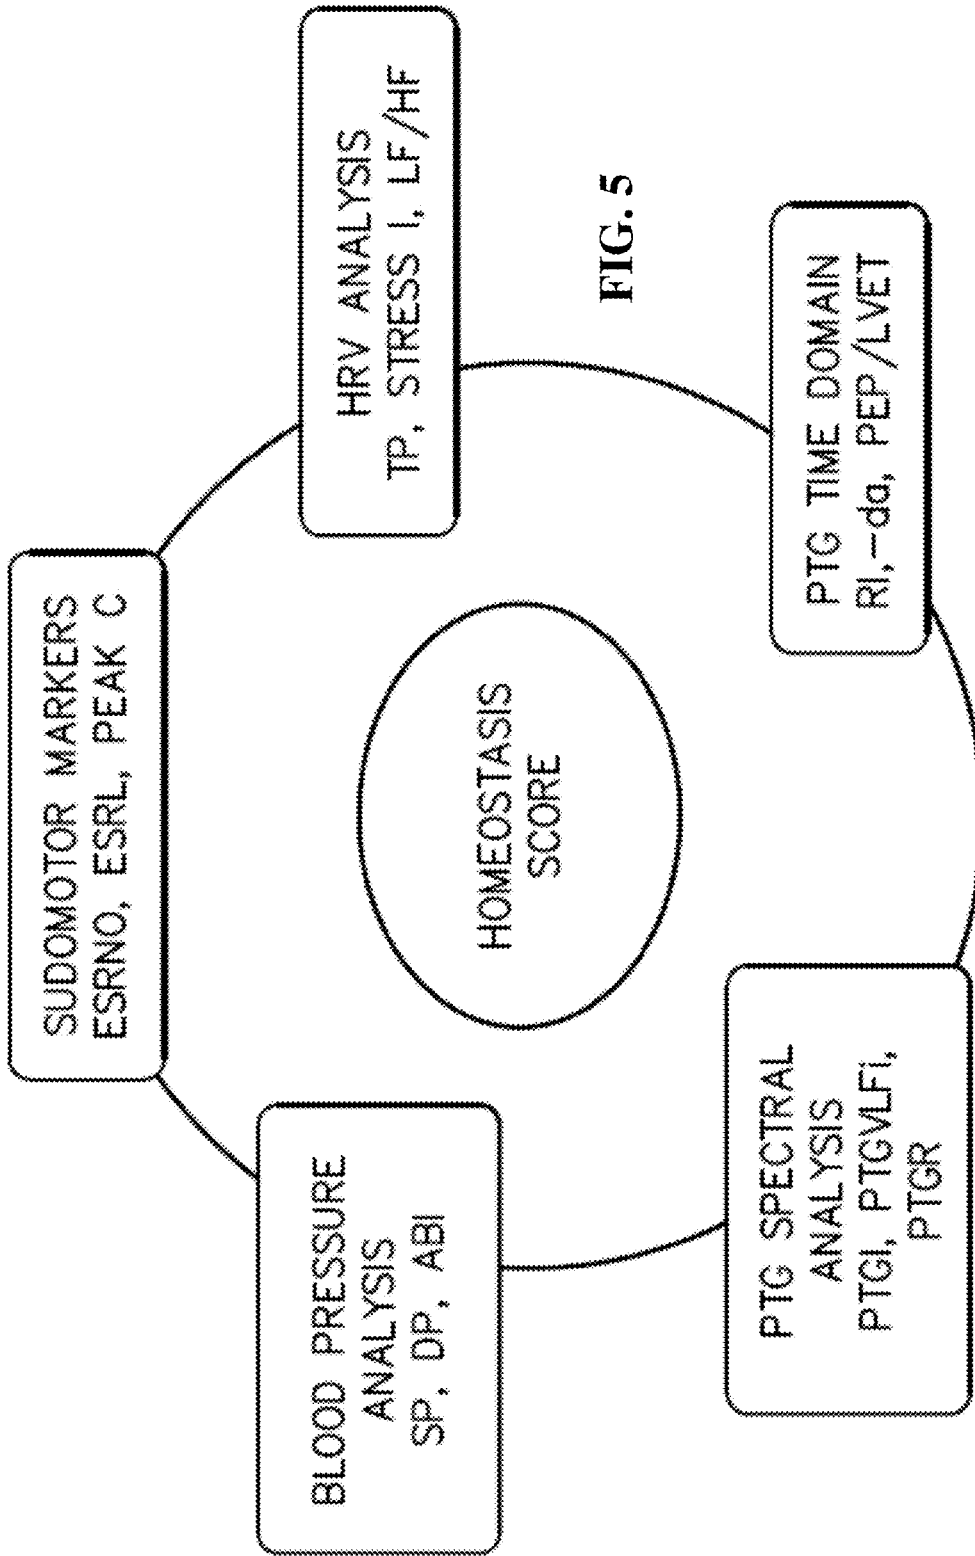 SUDOMOTOR MARKERS
ESRNO, ESRL, PEAK C
HRV ANALYSIS
TP, STRESS I, LF/HF
PTG TIME DOMAIN
RI,-da, PEP/LVET
PTG SPECTRAL
ANALYSIS
PTGI, PTGVLFi,
PTGR
BLOOD PRESSURE
ANALYSIS
SP, DP, ABI
HOMEOSTASIS
SCORE
FIG. 5